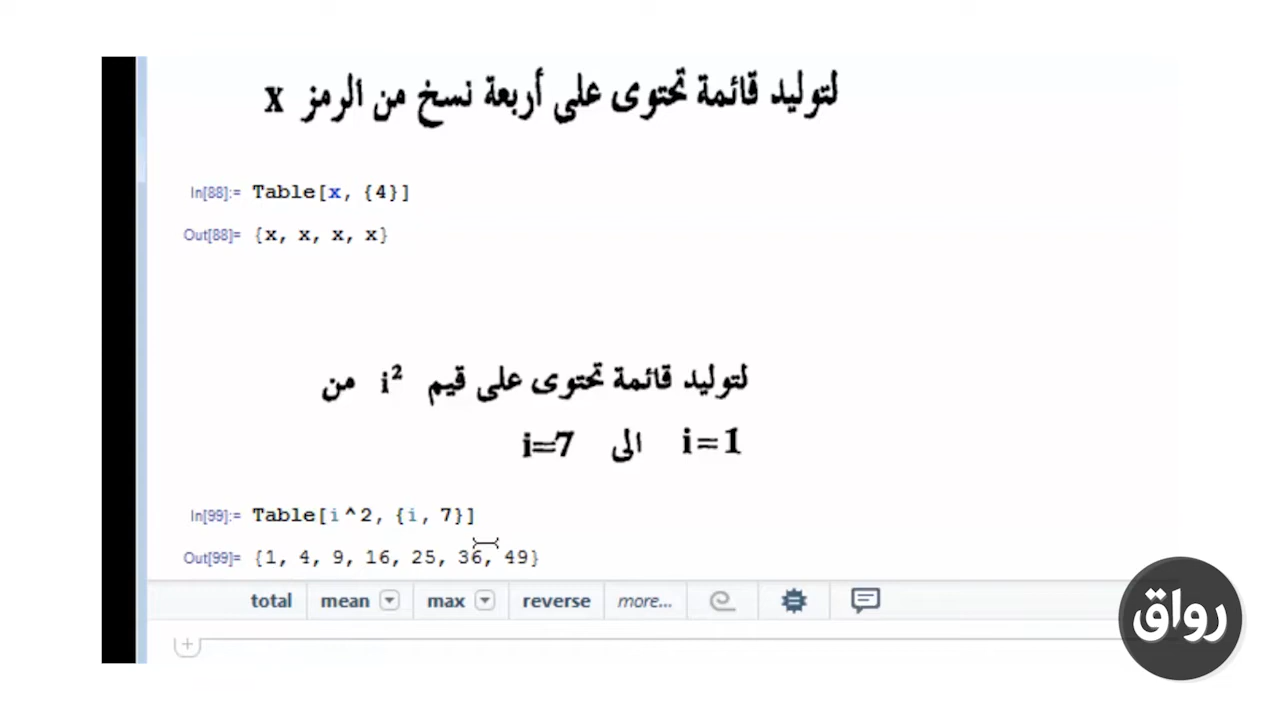 لتوليد قائمة تحتوى على أربعة نسخ من الرمز x
In[88]:= Table[x, {4}]
Out[88]= {x, x, x, x}
لتوليد قائمة تحتوى على قيم i² من
i=1 الى i=7
In[99]:= Table[i^2, {i, 7}]
Out[99]= {1, 4, 9, 16, 25, 36, 49}
total mean max reverse more...
رواق